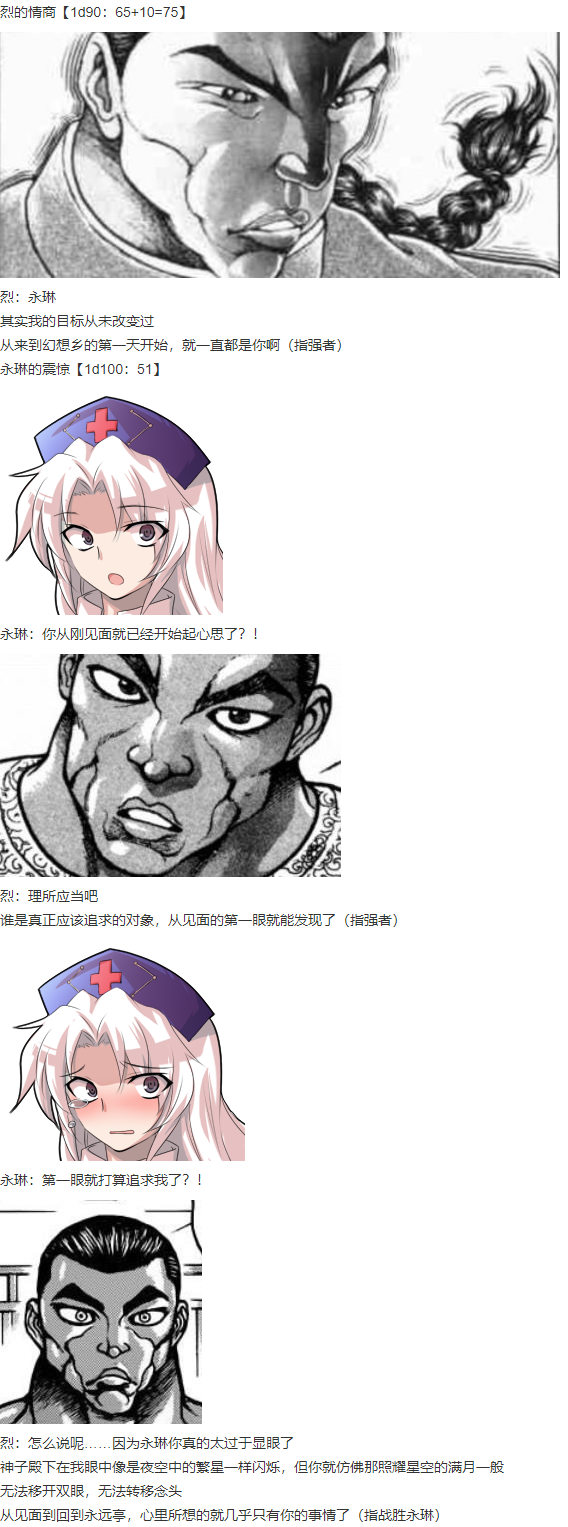 烈的情商【1d90：65+10=75】
烈：永琳
其实我的目标从未改变过
从来到幻想乡的第一天开始，就一直都是你啊（指强者）
永琳的震惊【1d100：51】
永琳：你从刚见面就已经开始起心思了？！
烈：理所应当吧
谁是真正应该追求的对象，从见面的第一眼就能发现了（指强者）
永琳：第一眼就打算追求我了？！
烈：怎么说呢……因为永琳你真的太过于显眼了
神子殿下在我眼中像是夜空中的繁星一样闪烁，但你就仿佛那照耀星空的满月一般
无法移开双眼，无法转移念头
从见面到回到永远亭，心里所想的就几乎只有你的事情了（指战胜永琳）